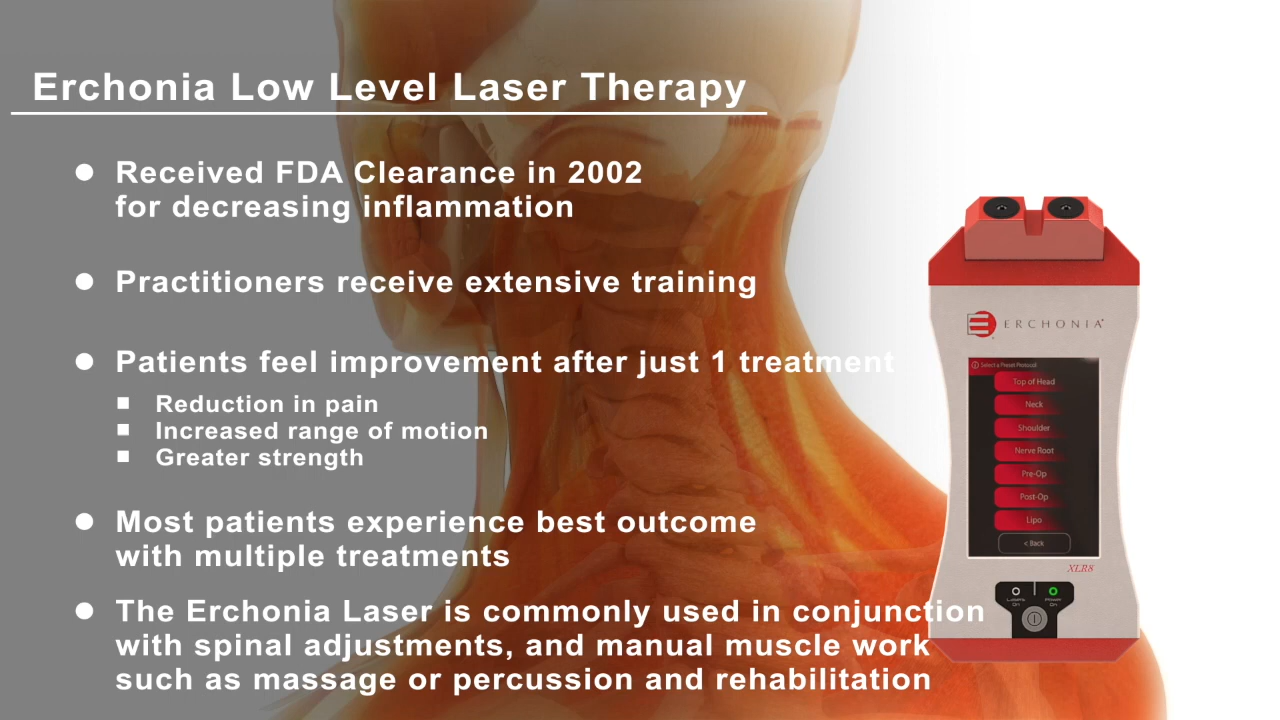 Erchonia Low Level Laser Therapy
Received FDA Clearance in 2002
for decreasing inflammation
Practitioners receive extensive training
Patients feel improvement after just 1 treatment
Reduction in pain
Increased range of motion
Greater strength
Most patients experience best outcome
with multiple treatments
The Erchonia Laser is commonly used in conjunction
with spinal adjustments, and manual muscle work
such as massage or percussion and rehabilitation
ERCHONIA
Select a Preset Protocol
Top of Head
Neck
Shoulder
Nerve Root
Pre-Op
Post-Op
Lipo
< Back
XLR8
Lasers On
Power On